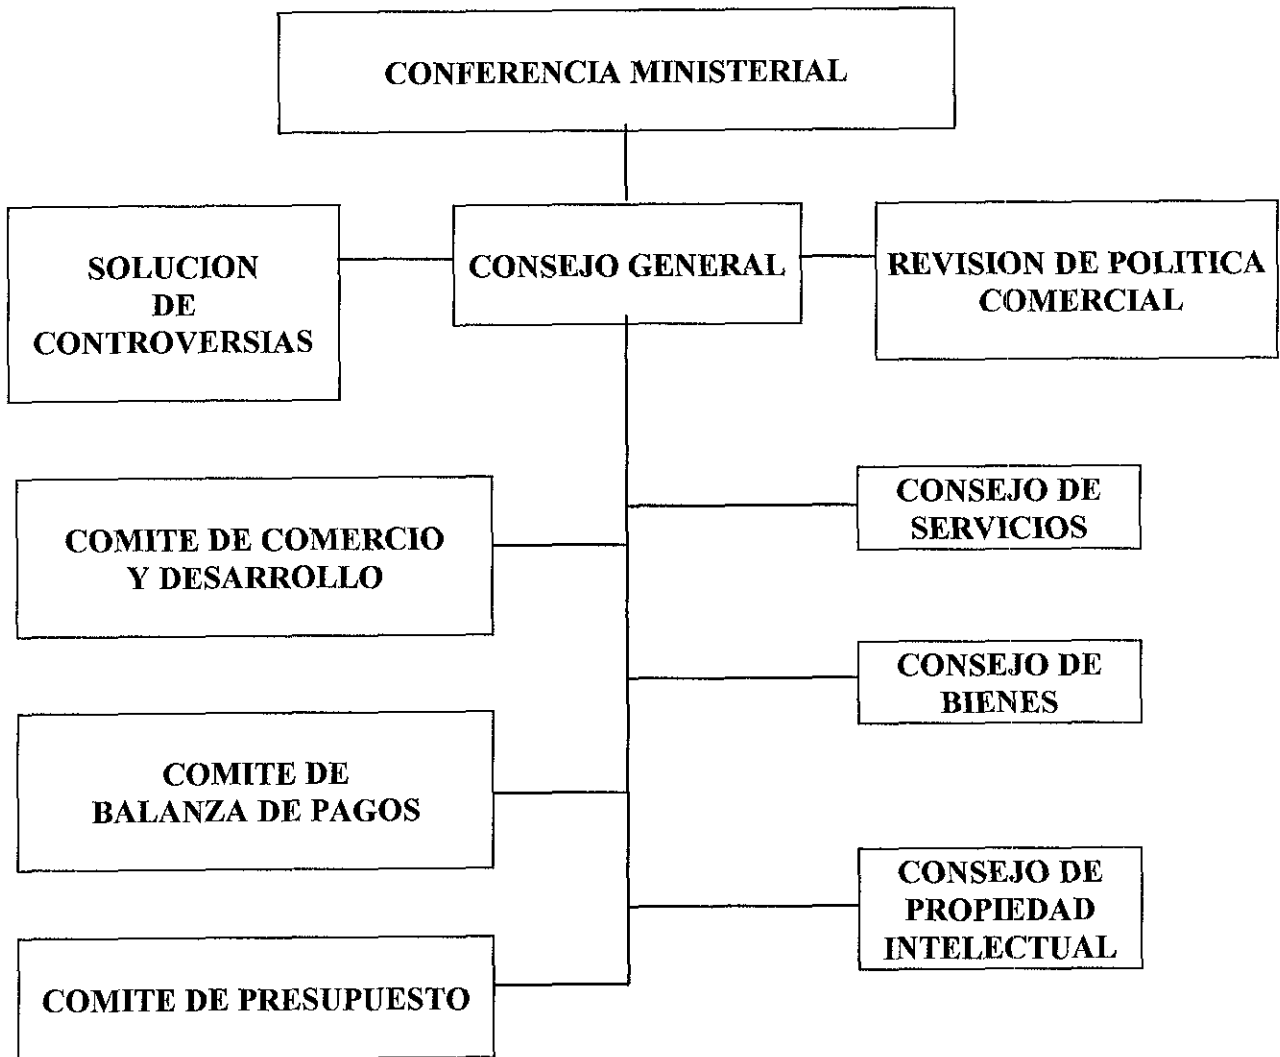 CONFERENCIA MINISTERIAL
SOLUCION
DE
CONTROVERSIAS
CONSEJO GENERAL
REVISION DE POLITICA
COMERCIAL
COMITE DE COMERCIO
Y DESARROLLO
CONSEJO DE
SERVICIOS
CONSEJO DE
BIENES
COMITE DE
BALANZA DE PAGOS
CONSEJO DE
PROPIEDAD
INTELECTUAL
COMITE DE PRESUPUESTO